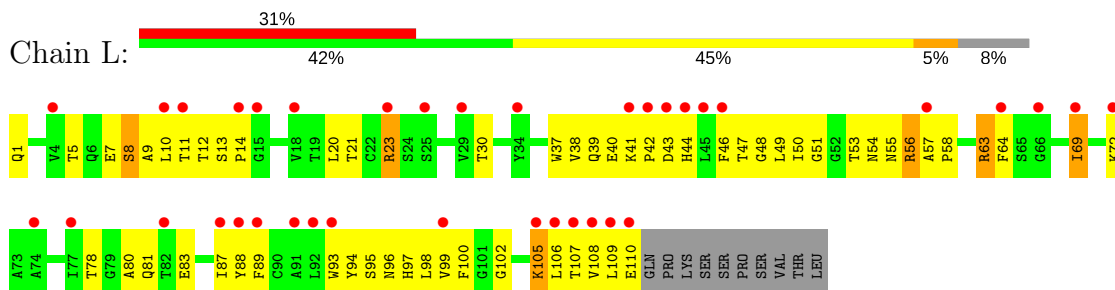 31%
Chain L:
42% 45% 5% 8%
Q1 V4 T5 Q6 E7 S8 A9 L10 T11 T12 S13 P14 G15 V18 T19 L20 T21 C22 R23 S24 S25 V29 T30 Y34 W37 V38 Q39 E40 K41 P42 D43 H44 L45 F46 T47 G48 L49 I50 G51 G52 T53 N54 N55 R56 A57 P58 R63 F64 S65 G66 I69 K72
A73 A74 I77 T78 G79 A80 Q81 T82 E83 I87 Y88 F89 C90 A91 L92 W93 Y94 S95 N96 H97 L98 V99 F100 G101 G102 K105 L106 T107 V108 L109 E110 GLN PRO LYS SER SER PRO SER VAL THR LEU